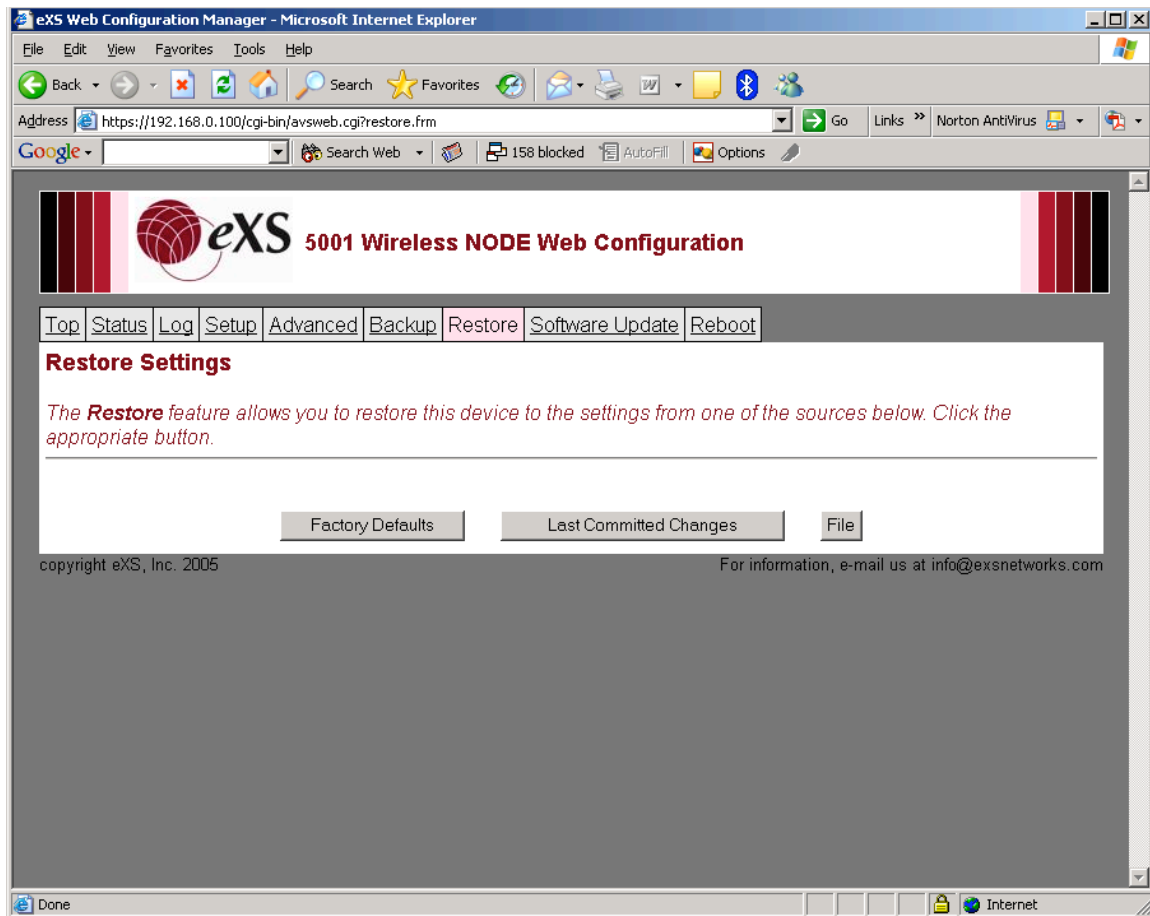 eXS Web Configuration Manager - Microsoft Internet Explorer
File Edit View Favorites Tools Help
Back Search Favorites
Address https://192.168.0.100/cgi-bin/avsweb.cgi?restore.frm Go Links » Norton AntiVirus
Google Search Web 158 blocked AutoFill Options
eXS 5001 Wireless NODE Web Configuration
Top Status Log Setup Advanced Backup Restore Software Update Reboot
Restore Settings
The Restore feature allows you to restore this device to the settings from one of the sources below. Click the
appropriate button.
Factory Defaults Last Committed Changes File
copyright eXS, Inc. 2005 For information, e-mail us at info@exsnetworks.com
Done Internet